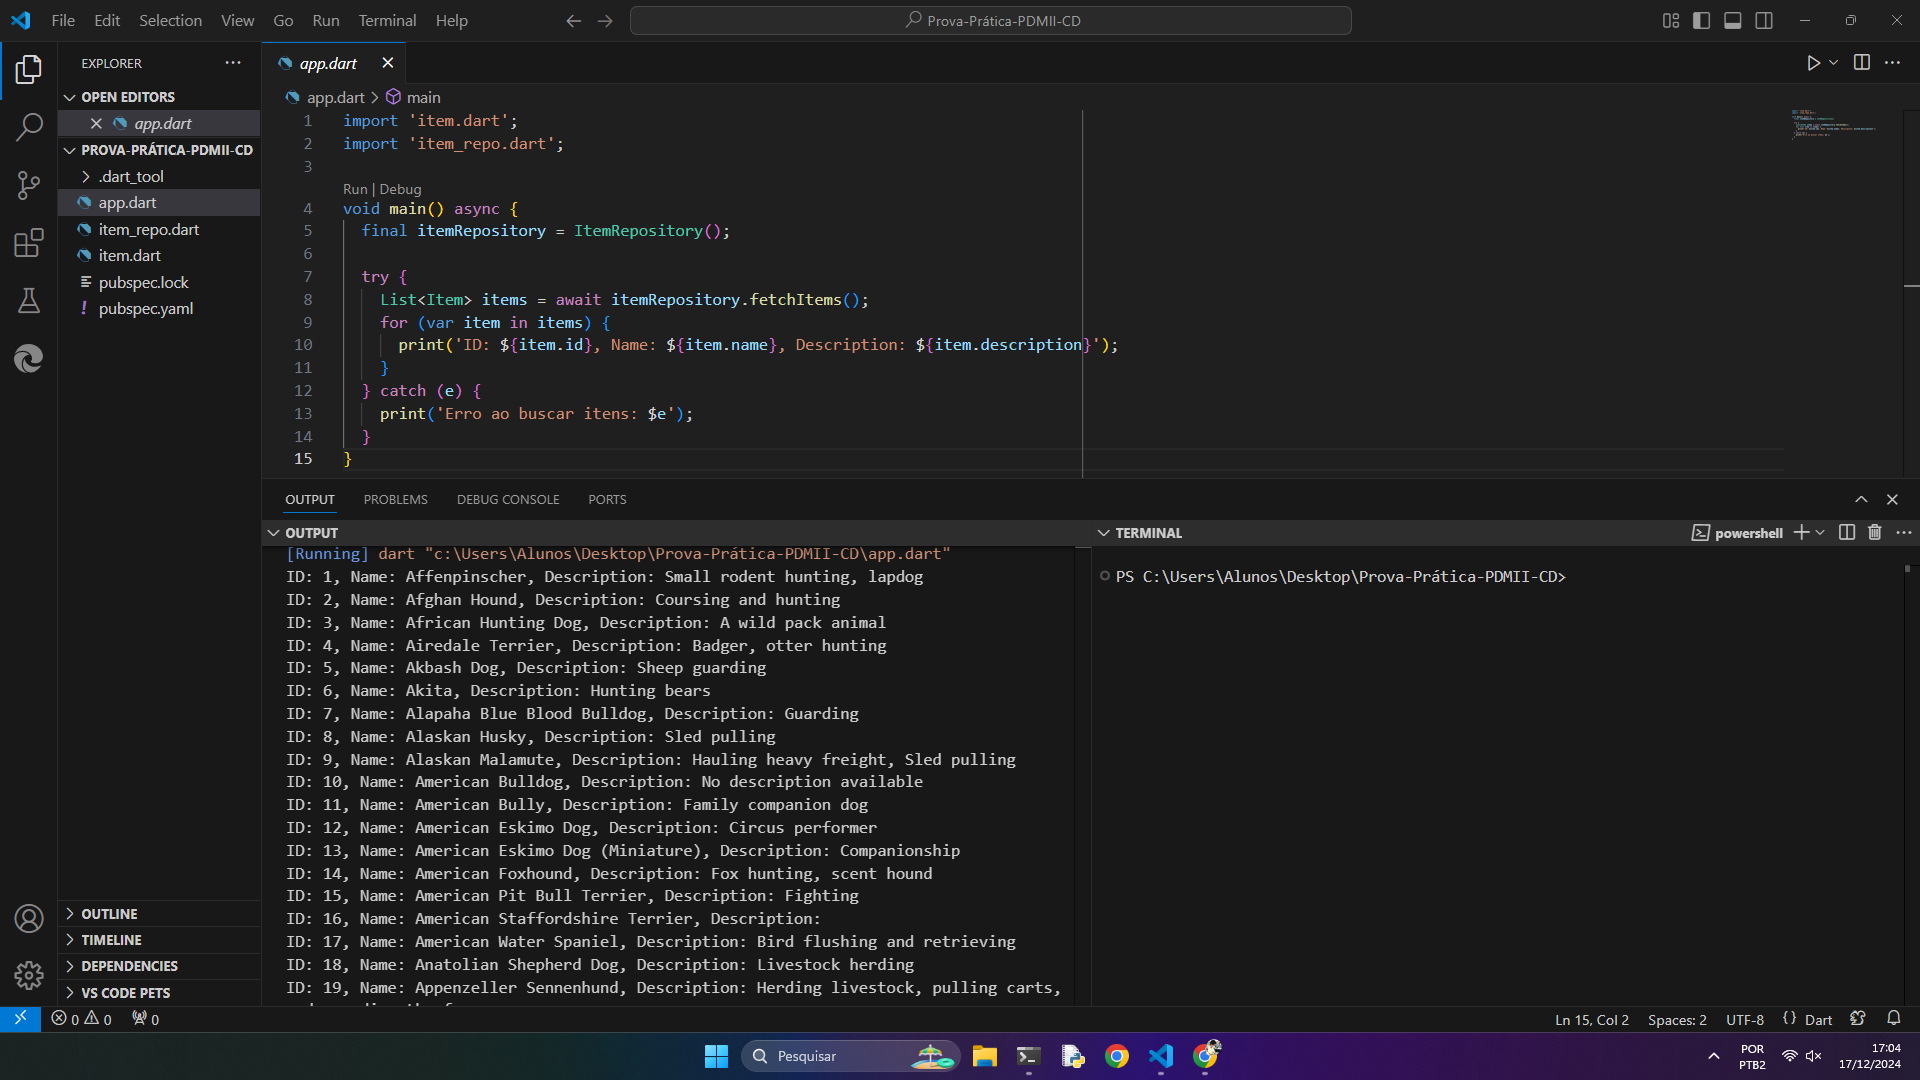 File Edit Selection View Go Run Terminal Help
Prova-Prática-PDMII-CD
EXPLORER
OPEN EDITORS
app.dart
PROVA-PRÁTICA-PDMII-CD
.dart_tool
app.dart
item_repo.dart
item.dart
pubspec.lock
pubspec.yaml
OUTLINE
TIMELINE
DEPENDENCIES
VS CODE PETS
app.dart
app.dart > main
1 import 'item.dart';
2 import 'item_repo.dart';
3
Run | Debug
4 void main() async {
5 final itemRepository = ItemRepository();
6
7 try {
8 List<Item> items = await itemRepository.fetchItems();
9 for (var item in items) {
10 print('ID: ${item.id}, Name: ${item.name}, Description: ${item.description}');
11 }
12 } catch (e) {
13 print('Erro ao buscar itens: $e');
14 }
15 }
OUTPUT PROBLEMS DEBUG CONSOLE PORTS
OUTPUT
[Running] dart "c:\Users\Alunos\Desktop\Prova-Prática-PDMII-CD\app.dart"
ID: 1, Name: Affenpinscher, Description: Small rodent hunting, lapdog
ID: 2, Name: Afghan Hound, Description: Coursing and hunting
ID: 3, Name: African Hunting Dog, Description: A wild pack animal
ID: 4, Name: Airedale Terrier, Description: Badger, otter hunting
ID: 5, Name: Akbash Dog, Description: Sheep guarding
ID: 6, Name: Akita, Description: Hunting bears
ID: 7, Name: Alapaha Blue Blood Bulldog, Description: Guarding
ID: 8, Name: Alaskan Husky, Description: Sled pulling
ID: 9, Name: Alaskan Malamute, Description: Hauling heavy freight, Sled pulling
ID: 10, Name: American Bulldog, Description: No description available
ID: 11, Name: American Bully, Description: Family companion dog
ID: 12, Name: American Eskimo Dog, Description: Circus performer
ID: 13, Name: American Eskimo Dog (Miniature), Description: Companionship
ID: 14, Name: American Foxhound, Description: Fox hunting, scent hound
ID: 15, Name: American Pit Bull Terrier, Description: Fighting
ID: 16, Name: American Staffordshire Terrier, Description:
ID: 17, Name: American Water Spaniel, Description: Bird flushing and retrieving
ID: 18, Name: Anatolian Shepherd Dog, Description: Livestock herding
ID: 19, Name: Appenzeller Sennenhund, Description: Herding livestock, pulling carts,
TERMINAL
powershell
PS C:\Users\Alunos\Desktop\Prova-Prática-PDMII-CD>
0 0 0
Ln 15, Col 2 Spaces: 2 UTF-8 {} Dart
Pesquisar
POR
PTB2
17:04
17/12/2024